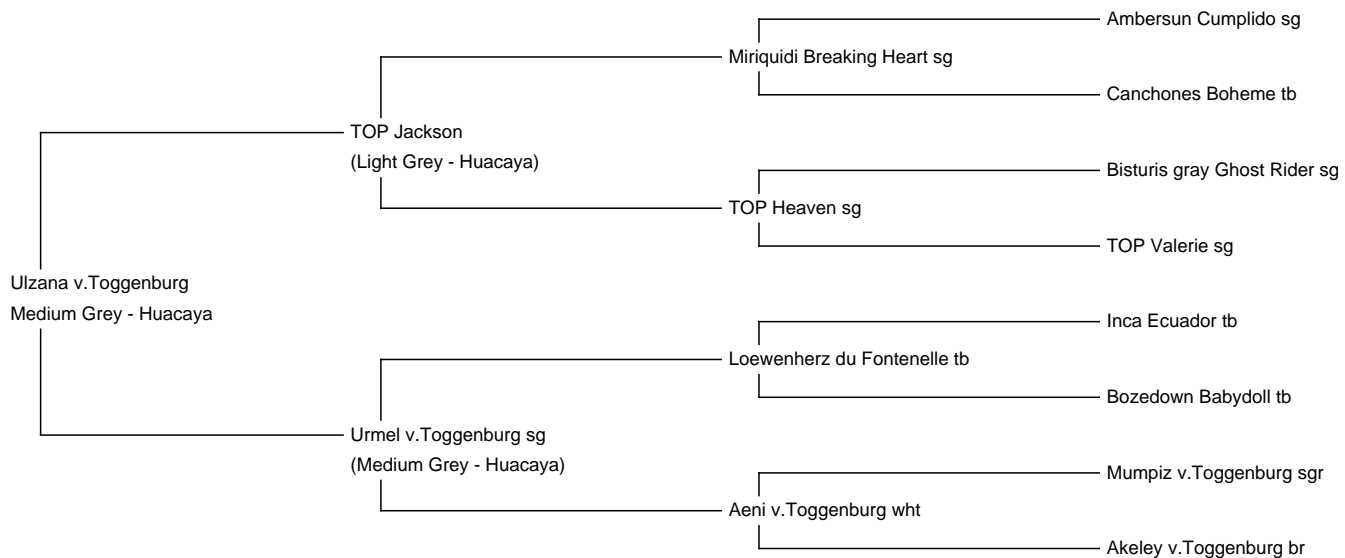 Ambersun Cumplido sg
Miriquidi Breaking Heart sg
Canchones Boheme tb
TOP Jackson
(Light Grey - Huacaya)
Bisturis gray Ghost Rider sg
TOP Heaven sg
TOP Valerie sg
Ulzana v.Toggenburg
Medium Grey - Huacaya
Inca Ecuador tb
Loewenherz du Fontenelle tb
Bozedown Babydoll tb
Urmel v.Toggenburg sg
(Medium Grey - Huacaya)
Mumpiz v.Toggenburg sgr
Aeni v.Toggenburg wht
Akeley v.Toggenburg br